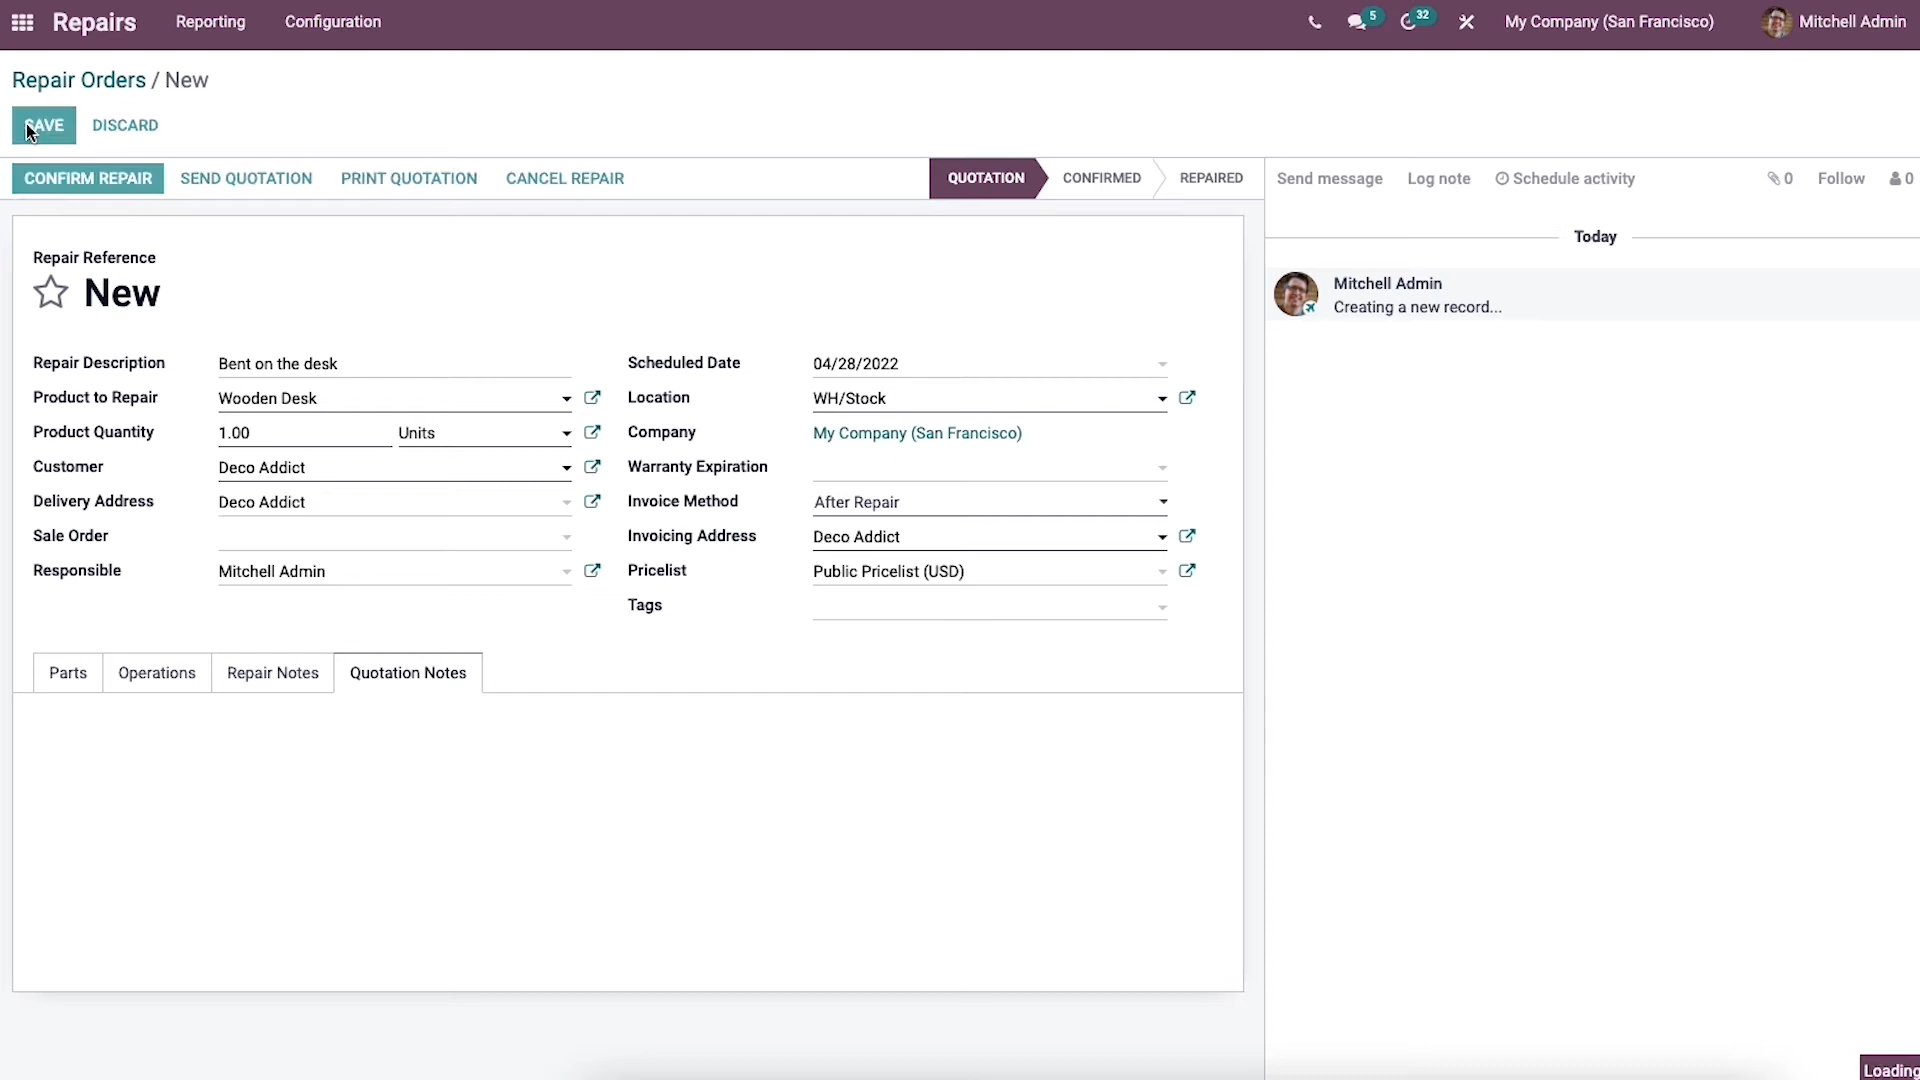 Repairs Reporting Configuration 5 32 My Company (San Francisco) Mitchell Admin
Repair Orders / New
SAVE DISCARD
CONFIRM REPAIR SEND QUOTATION PRINT QUOTATION CANCEL REPAIR QUOTATION CONFIRMED REPAIRED Send message Log note Schedule activity 0 Follow 0
Today
Repair Reference
New
Mitchell Admin
Creating a new record...
Repair Description Bent on the desk Scheduled Date 04/28/2022
Product to Repair Wooden Desk Location WH/Stock
Product Quantity 1.00 Units Company My Company (San Francisco)
Customer Deco Addict Warranty Expiration
Delivery Address Deco Addict Invoice Method After Repair
Sale Order Invoicing Address Deco Addict
Responsible Mitchell Admin Pricelist Public Pricelist (USD)
Tags
Parts Operations Repair Notes Quotation Notes
Loading